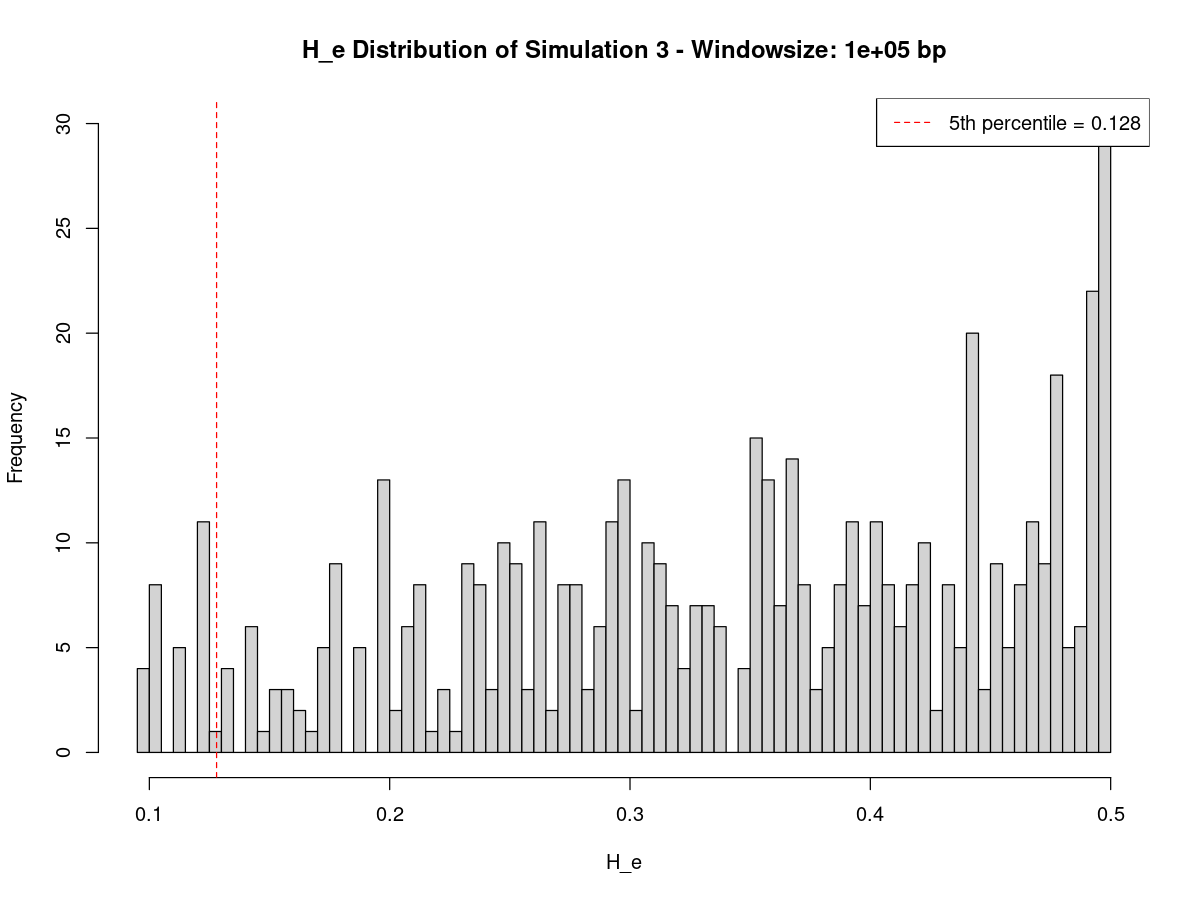 H_e Distribution of Simulation 3 - Windowsize: 1e+05 bp
5th percentile = 0.128
30
25
20
15
10
5
0
Frequency
0.1 0.2 0.3 0.4 0.5
H_e